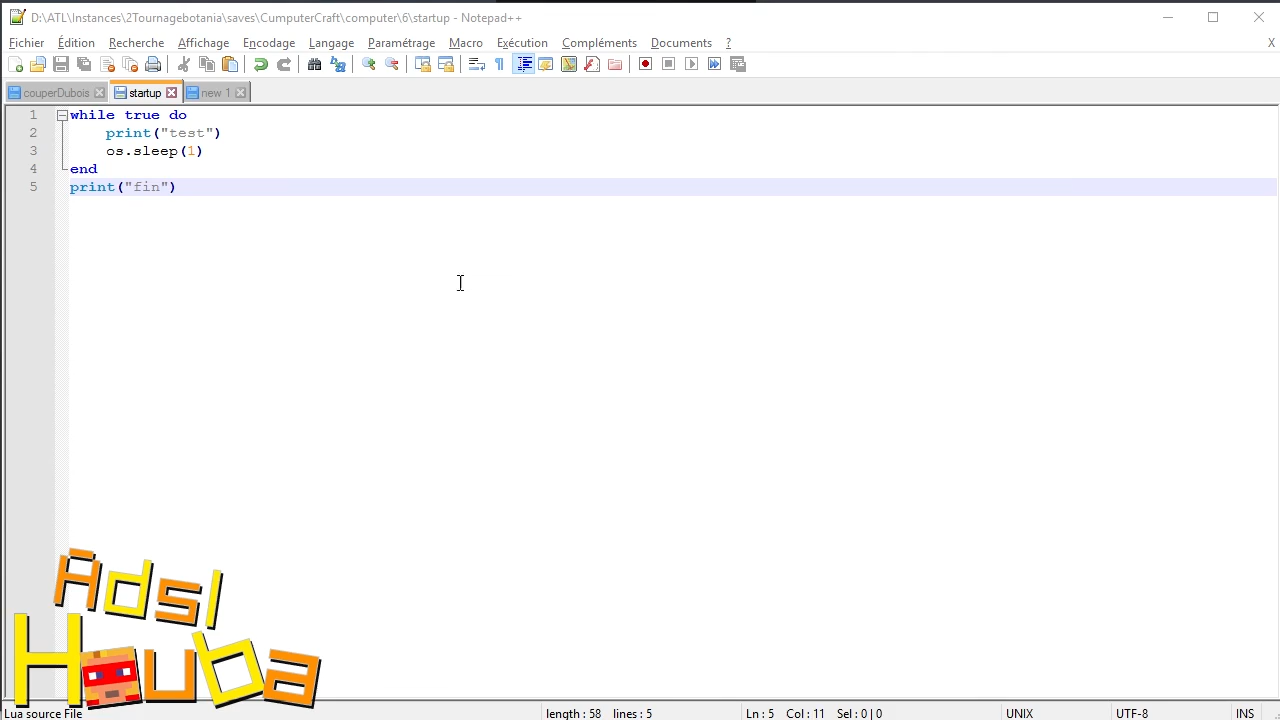 D:\ATL\Instances\2Tournagebotania\saves\CumputerCraft\computer\6\startup - Notepad++
Fichier Édition Recherche Affichage Encodage Langage Paramétrage Macro Exécution Compléments Documents ? X
couperDubois startup new 1
1 while true do
2 print("test")
3 os.sleep(1)
4 end
5 print("fin")
Adsl
Houba
Lua source File length : 58 lines : 5 Ln : 5 Col : 11 Sel : 0 | 0 UNIX UTF-8 INS